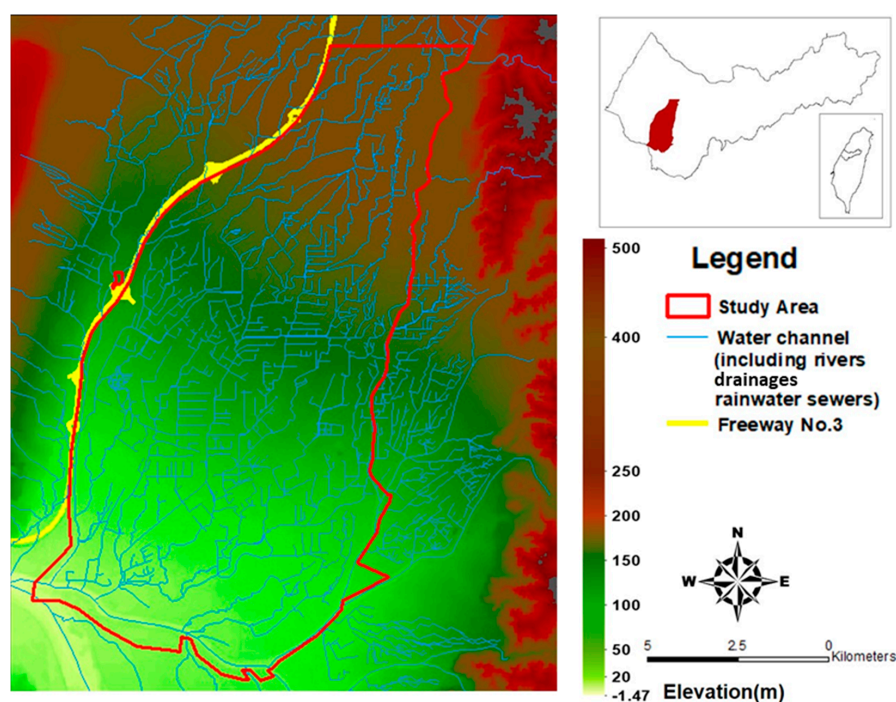 Legend
Study Area
Water channel
(including rivers
drainages
rainwater sewers)
Freeway No.3
500
400
250
200
150
100
50
20
-1.47
Elevation(m)
N
W
E
S
5
2.5
0
Kilometers